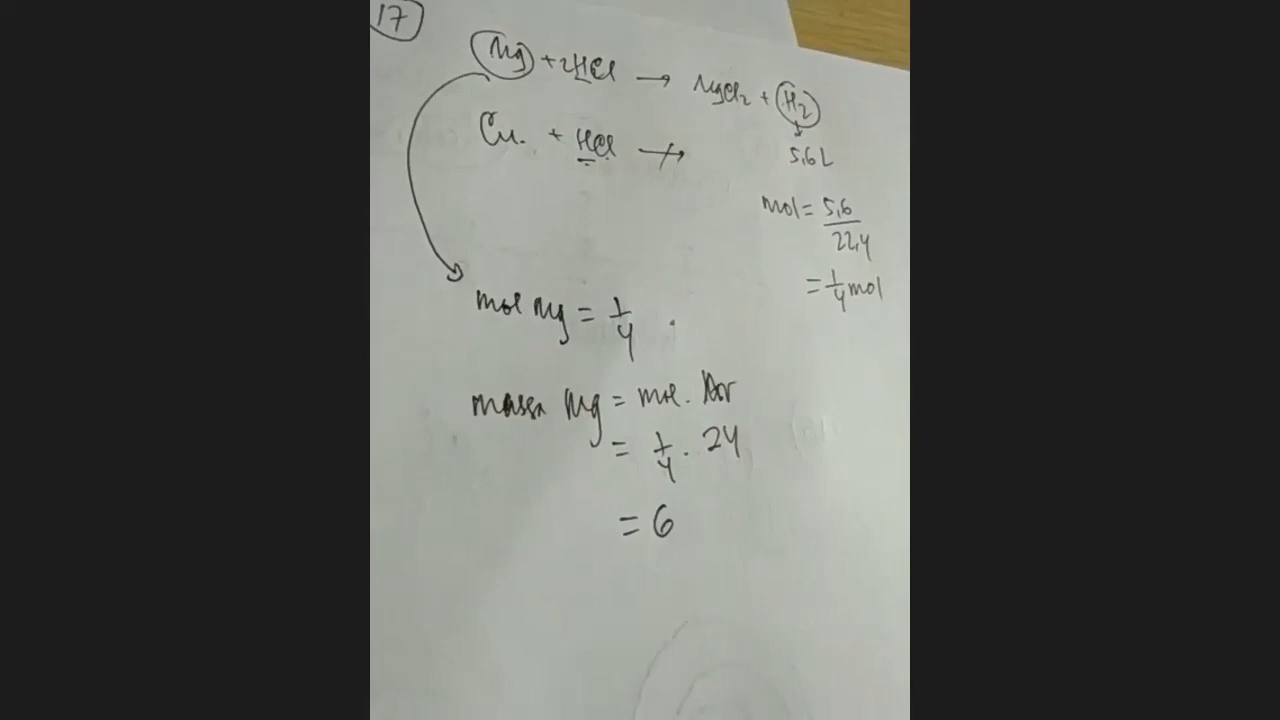 17
Mg + 2HCl → MgCl₂ + H₂
5,6 L
Cu. + HCl ↛
mol = 5,6/22,4
= 1/4 mol
mol Mg = 1/4
massa Mg = mol . Ar
= 1/4 . 24
= 6